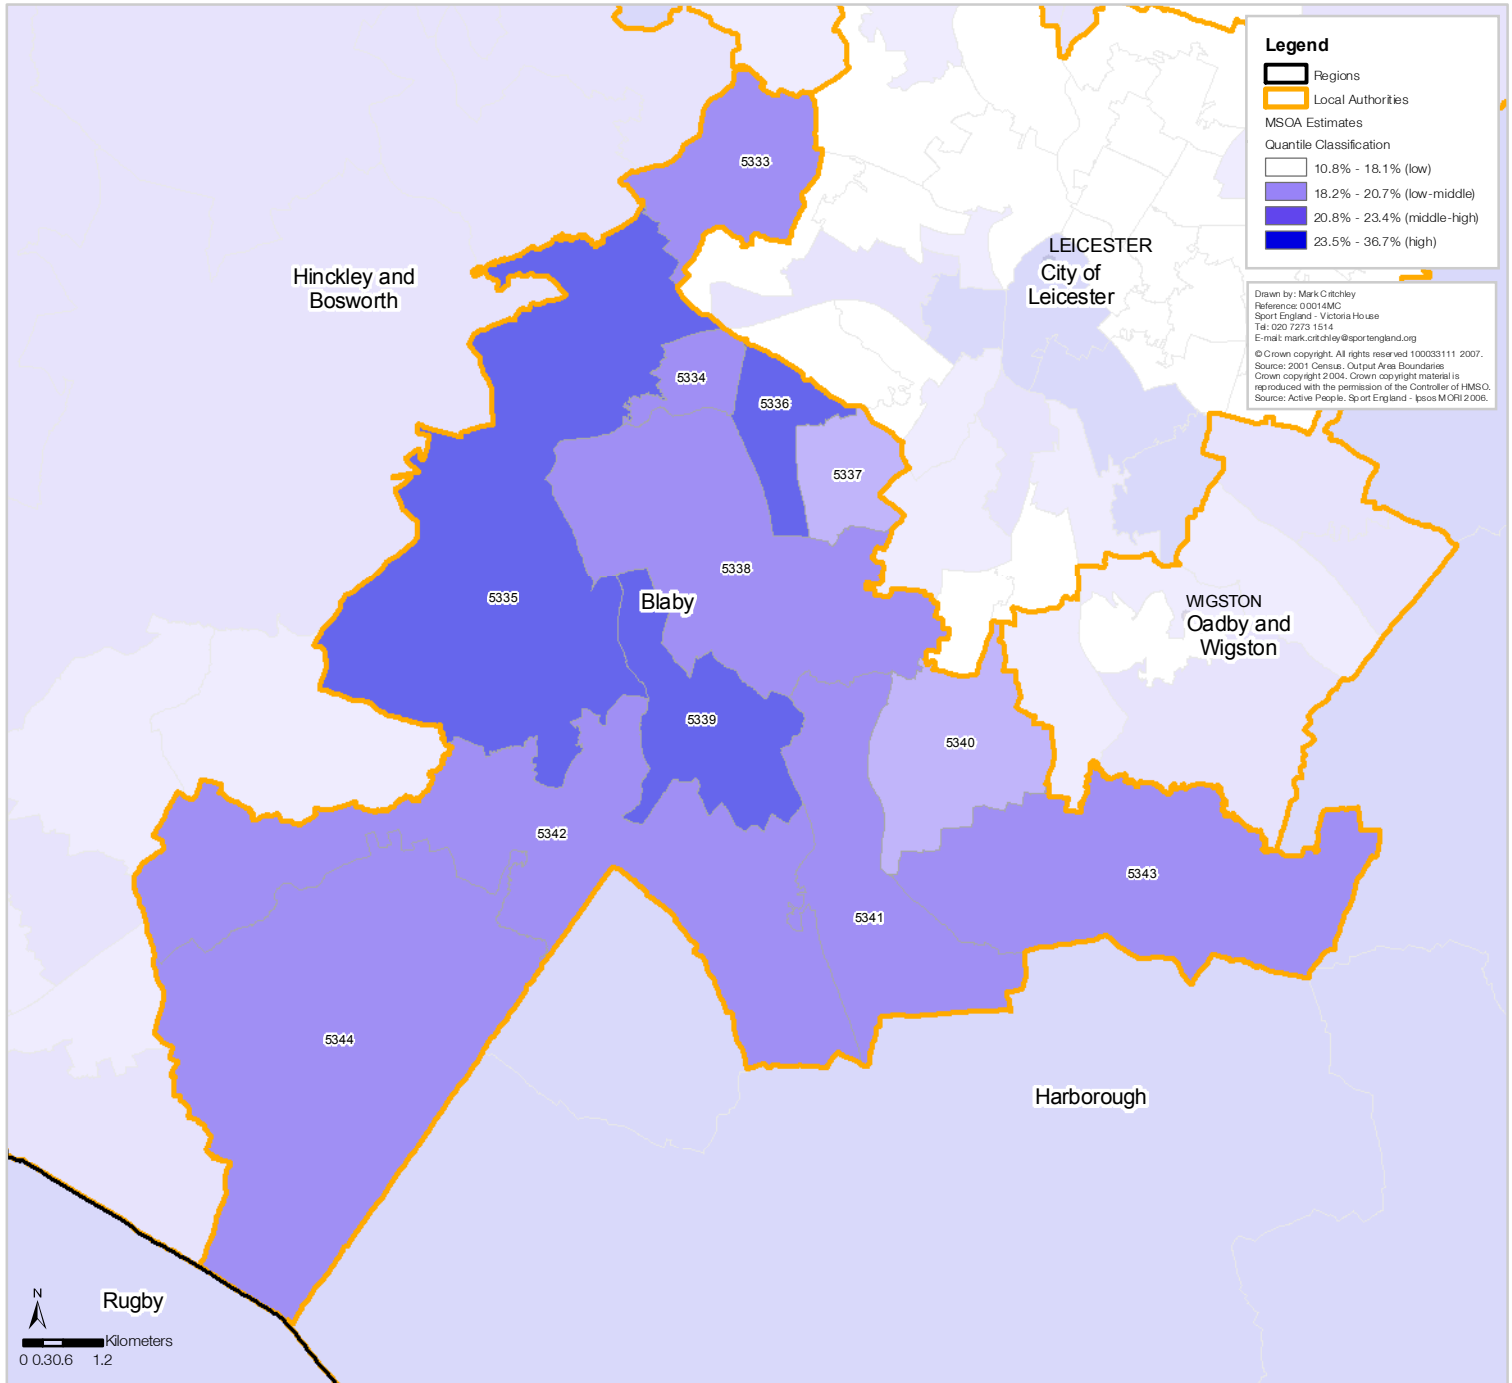 Legend
Regions
Local Authorities
MSOA Estimates
Quantile Classification
10.8% - 18.1% (low)
18.2% - 20.7% (low-middle)
20.8% - 23.4% (middle-high)
23.5% - 36.7% (high)
Drawn by: Mark Critchley
Reference: 00014MC
Sport England - Victoria House
Tel: 020 7273 1514
E-mail: mark.critchley@sportengland.org
© Crown copyright. All rights reserved 100033111 2007.
Source: 2001 Census. Output Area Boundaries
Crown copyright 2004. Crown copyright material is
reproduced with the permission of the Controller of HMSO.
Source: Active People. Sport England - Ipsos MORI 2006.
5333
LEICESTER
City of
Leicester
Hinckley and
Bosworth
5334
5336
5337
5338
5335
Blaby
WIGSTON
Oadby and
Wigston
5339
5340
5342
5343
5341
5344
Harborough
Rugby
N
Kilometers
0 0.30.6 1.2